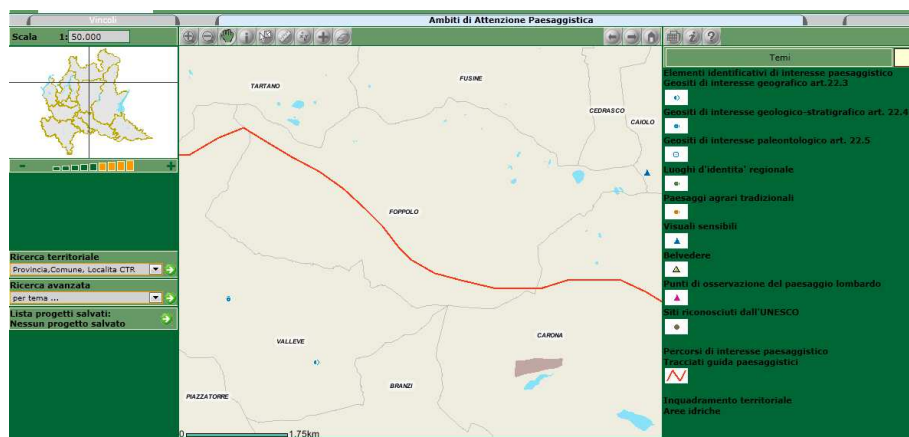 Vincoli
Ambiti di Attenzione Paesaggistica
Scala 1: 50.000
- +
Ricerca territoriale
Provincia,Comune, Localita CTR
Ricerca avanzata
per tema ...
Lista progetti salvati:
Nessun progetto salvato
TARTANO
FUSINE
CEDRASCO
CAIOLO
FOPPOLO
VALLEVE
CARONA
BRANZI
PIAZZATORRE
0 1.75km
Temi
Elementi identificativi di interesse paesaggistico
Geositi di interesse geografico art.22.3
Geositi di interesse geologico-stratigrafico art. 22.4
Geositi di interesse paleontologico art. 22.5
Luoghi d'identita' regionale
Paesaggi agrari tradizionali
Visuali sensibili
Belvedere
Punti di osservazione del paesaggio lombardo
Siti riconosciuti dall'UNESCO
Percorsi di interesse paesaggistico
Tracciati guida paesaggistici
Inquadramento territoriale
Aree idriche